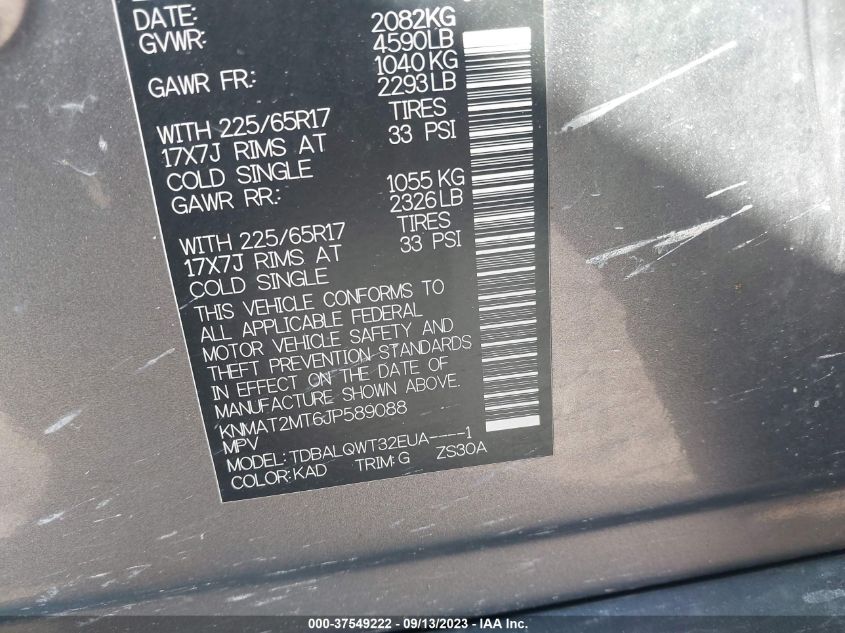 DATE:
2082KG
GVWR:
4590LB
1040 KG
GAWR FR:
2293LB
WITH 225/65R17 TIRES
17X7J RIMS AT 33 PSI
COLD SINGLE
1055 KG
GAWR RR:
2326LB
WITH 225/65R17 TIRES
17X7J RIMS AT 33 PSI
COLD SINGLE
THIS VEHICLE CONFORMS TO
ALL APPLICABLE FEDERAL
MOTOR VEHICLE SAFETY AND
THEFT PREVENTION STANDARDS
IN EFFECT ON THE DATE OF
MANUFACTURE SHOWN ABOVE.
KNMAT2MT6JP589088
MPV
MODEL: TDBALQWT32EUA----1
COLOR: KAD TRIM: G ZS30A
000-37549222 - 09/13/2023 - IAA Inc.